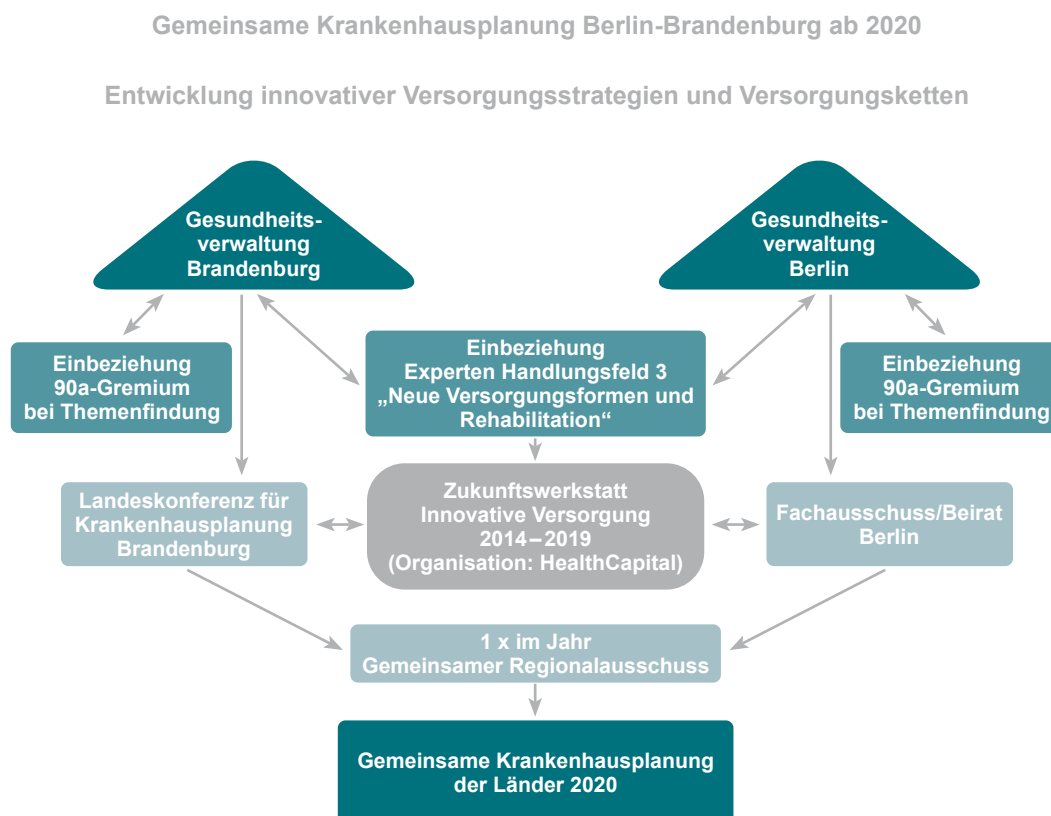 Gemeinsame Krankenhausplanung Berlin-Brandenburg ab 2020
Entwicklung innovativer Versorgungsstrategien und Versorgungsketten
Gesundheits-
verwaltung
Brandenburg
Gesundheits-
verwaltung
Berlin
Einbeziehung
90a-Gremium
bei Themenfindung
Einbeziehung
Experten Handlungsfeld 3
„Neue Versorgungsformen und
Rehabilitation“
Einbeziehung
90a-Gremium
bei Themenfindung
Landeskonferenz für
Krankenhausplanung
Brandenburg
Zukunftswerkstatt
Innovative Versorgung
2014–2019
(Organisation: HealthCapital)
Fachausschuss/Beirat
Berlin
1 x im Jahr
Gemeinsamer Regionalausschuss
Gemeinsame Krankenhausplanung
der Länder 2020